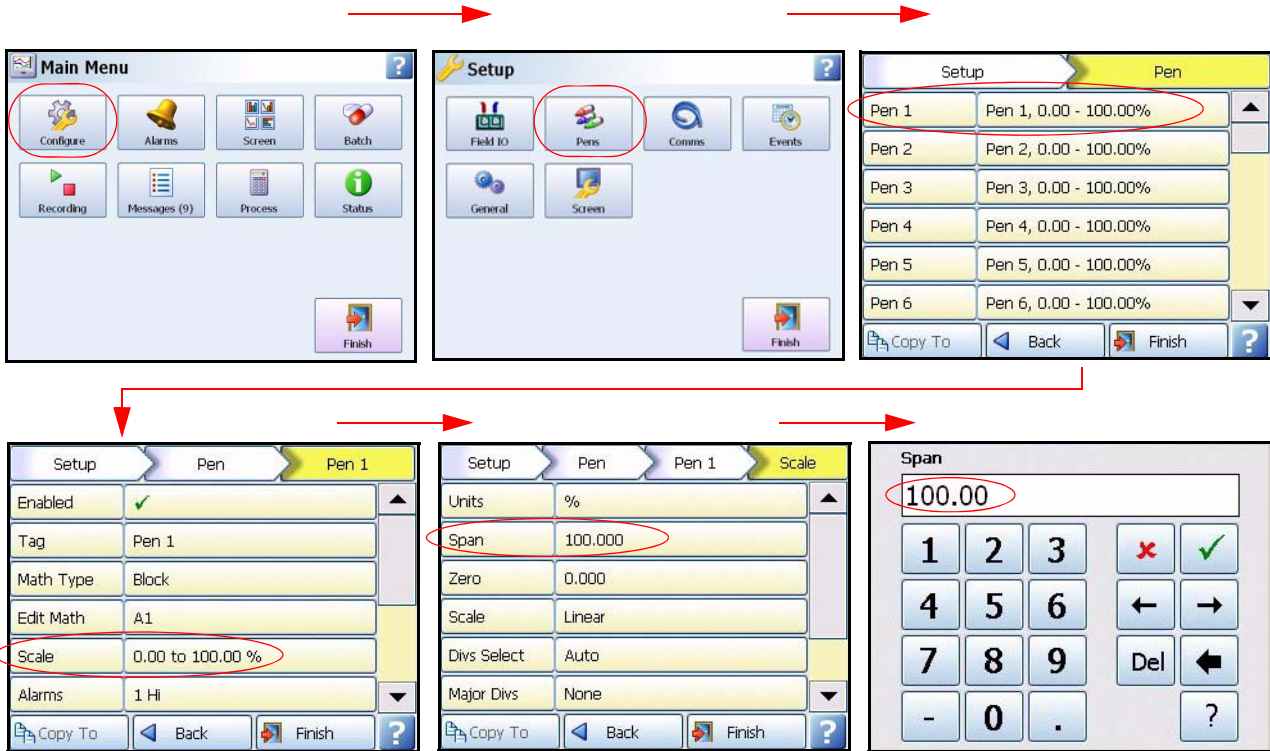 Main Menu
?
Configure
Alarms
Screen
Batch
Recording
Messages (9)
Process
Status
Finish
Setup
?
Field IO
Pens
Comms
Events
General
Screen
Finish
Setup Pen
Pen 1 Pen 1, 0.00 - 100.00%
Pen 2 Pen 2, 0.00 - 100.00%
Pen 3 Pen 3, 0.00 - 100.00%
Pen 4 Pen 4, 0.00 - 100.00%
Pen 5 Pen 5, 0.00 - 100.00%
Pen 6 Pen 6, 0.00 - 100.00%
Copy To Back Finish ?
Setup Pen Pen 1
Enabled
Tag Pen 1
Math Type Block
Edit Math A1
Scale 0.00 to 100.00 %
Alarms 1 Hi
Copy To Back Finish ?
Setup Pen Pen 1 Scale
Units %
Span 100.000
Zero 0.000
Scale Linear
Divs Select Auto
Major Divs None
Copy To Back Finish ?
Span
100.00
1 2 3
4 5 6
7 8 9 Del
- 0 . ?